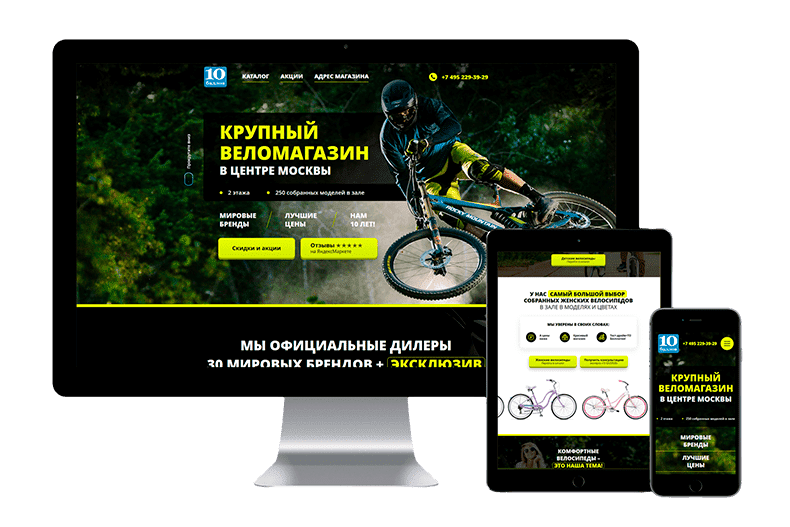 10
баллов
КАТАЛОГ
АКЦИИ
АДРЕС МАГАЗИНА
+7 495 229-39-29
Прокрутите вниз
КРУПНЫЙ
ВЕЛОМАГАЗИН
В ЦЕНТРЕ МОСКВЫ
2 этажа
250 собранных моделей в зале
МИРОВЫЕ
БРЕНДЫ
ЛУЧШИЕ
ЦЕНЫ
НАМ
10 ЛЕТ!
Скидки и акции
Отзывы ★★★★★
на ЯндексМаркете
ROCKY MOUNTAIN
МЫ ОФИЦИАЛЬНЫЕ ДИЛЕРЫ
30 МИРОВЫХ БРЕНДОВ + ЭКСКЛЮЗИВ
Детские велосипеды
У НАС САМЫЙ БОЛЬШОЙ ВЫБОР
СОБРАННЫХ ЖЕНСКИХ ВЕЛОСИПЕДОВ
В ЗАЛЕ В МОДЕЛЯХ И ЦВЕТАХ
МЫ УВЕРЕНЫ В СВОИХ СЛОВАХ:
Женские велосипеды
Получить консультацию
КОМФОРТНЫЕ
ВЕЛОСИПЕДЫ –
ЭТО НАША ТЕМА!
10
баллов
+7 495 229-39-29
КРУПНЫЙ
ВЕЛОМАГАЗИН
В ЦЕНТРЕ МОСКВЫ
2 этажа
250 собранных моделей в зале
МИРОВЫЕ
БРЕНДЫ
ЛУЧШИЕ
ЦЕНЫ